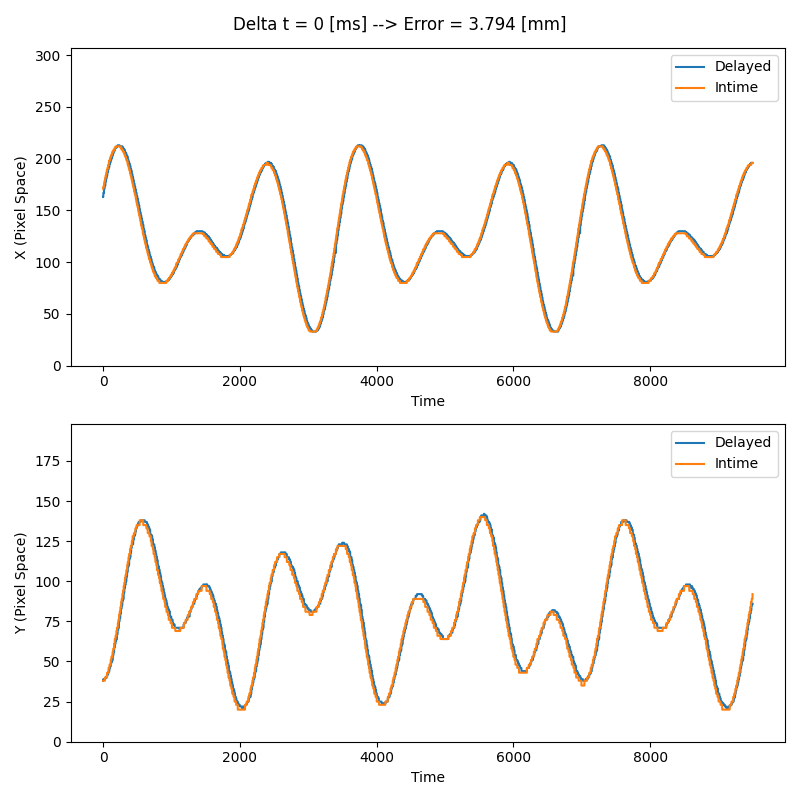 Delta t = 0 [ms] --> Error = 3.794 [mm]
300
250
200
150
100
50
0
X (Pixel Space)
Delayed
Intime
0 2000 4000 6000 8000
Time
175
150
125
100
75
50
25
0
Y (Pixel Space)
Delayed
Intime
0 2000 4000 6000 8000
Time